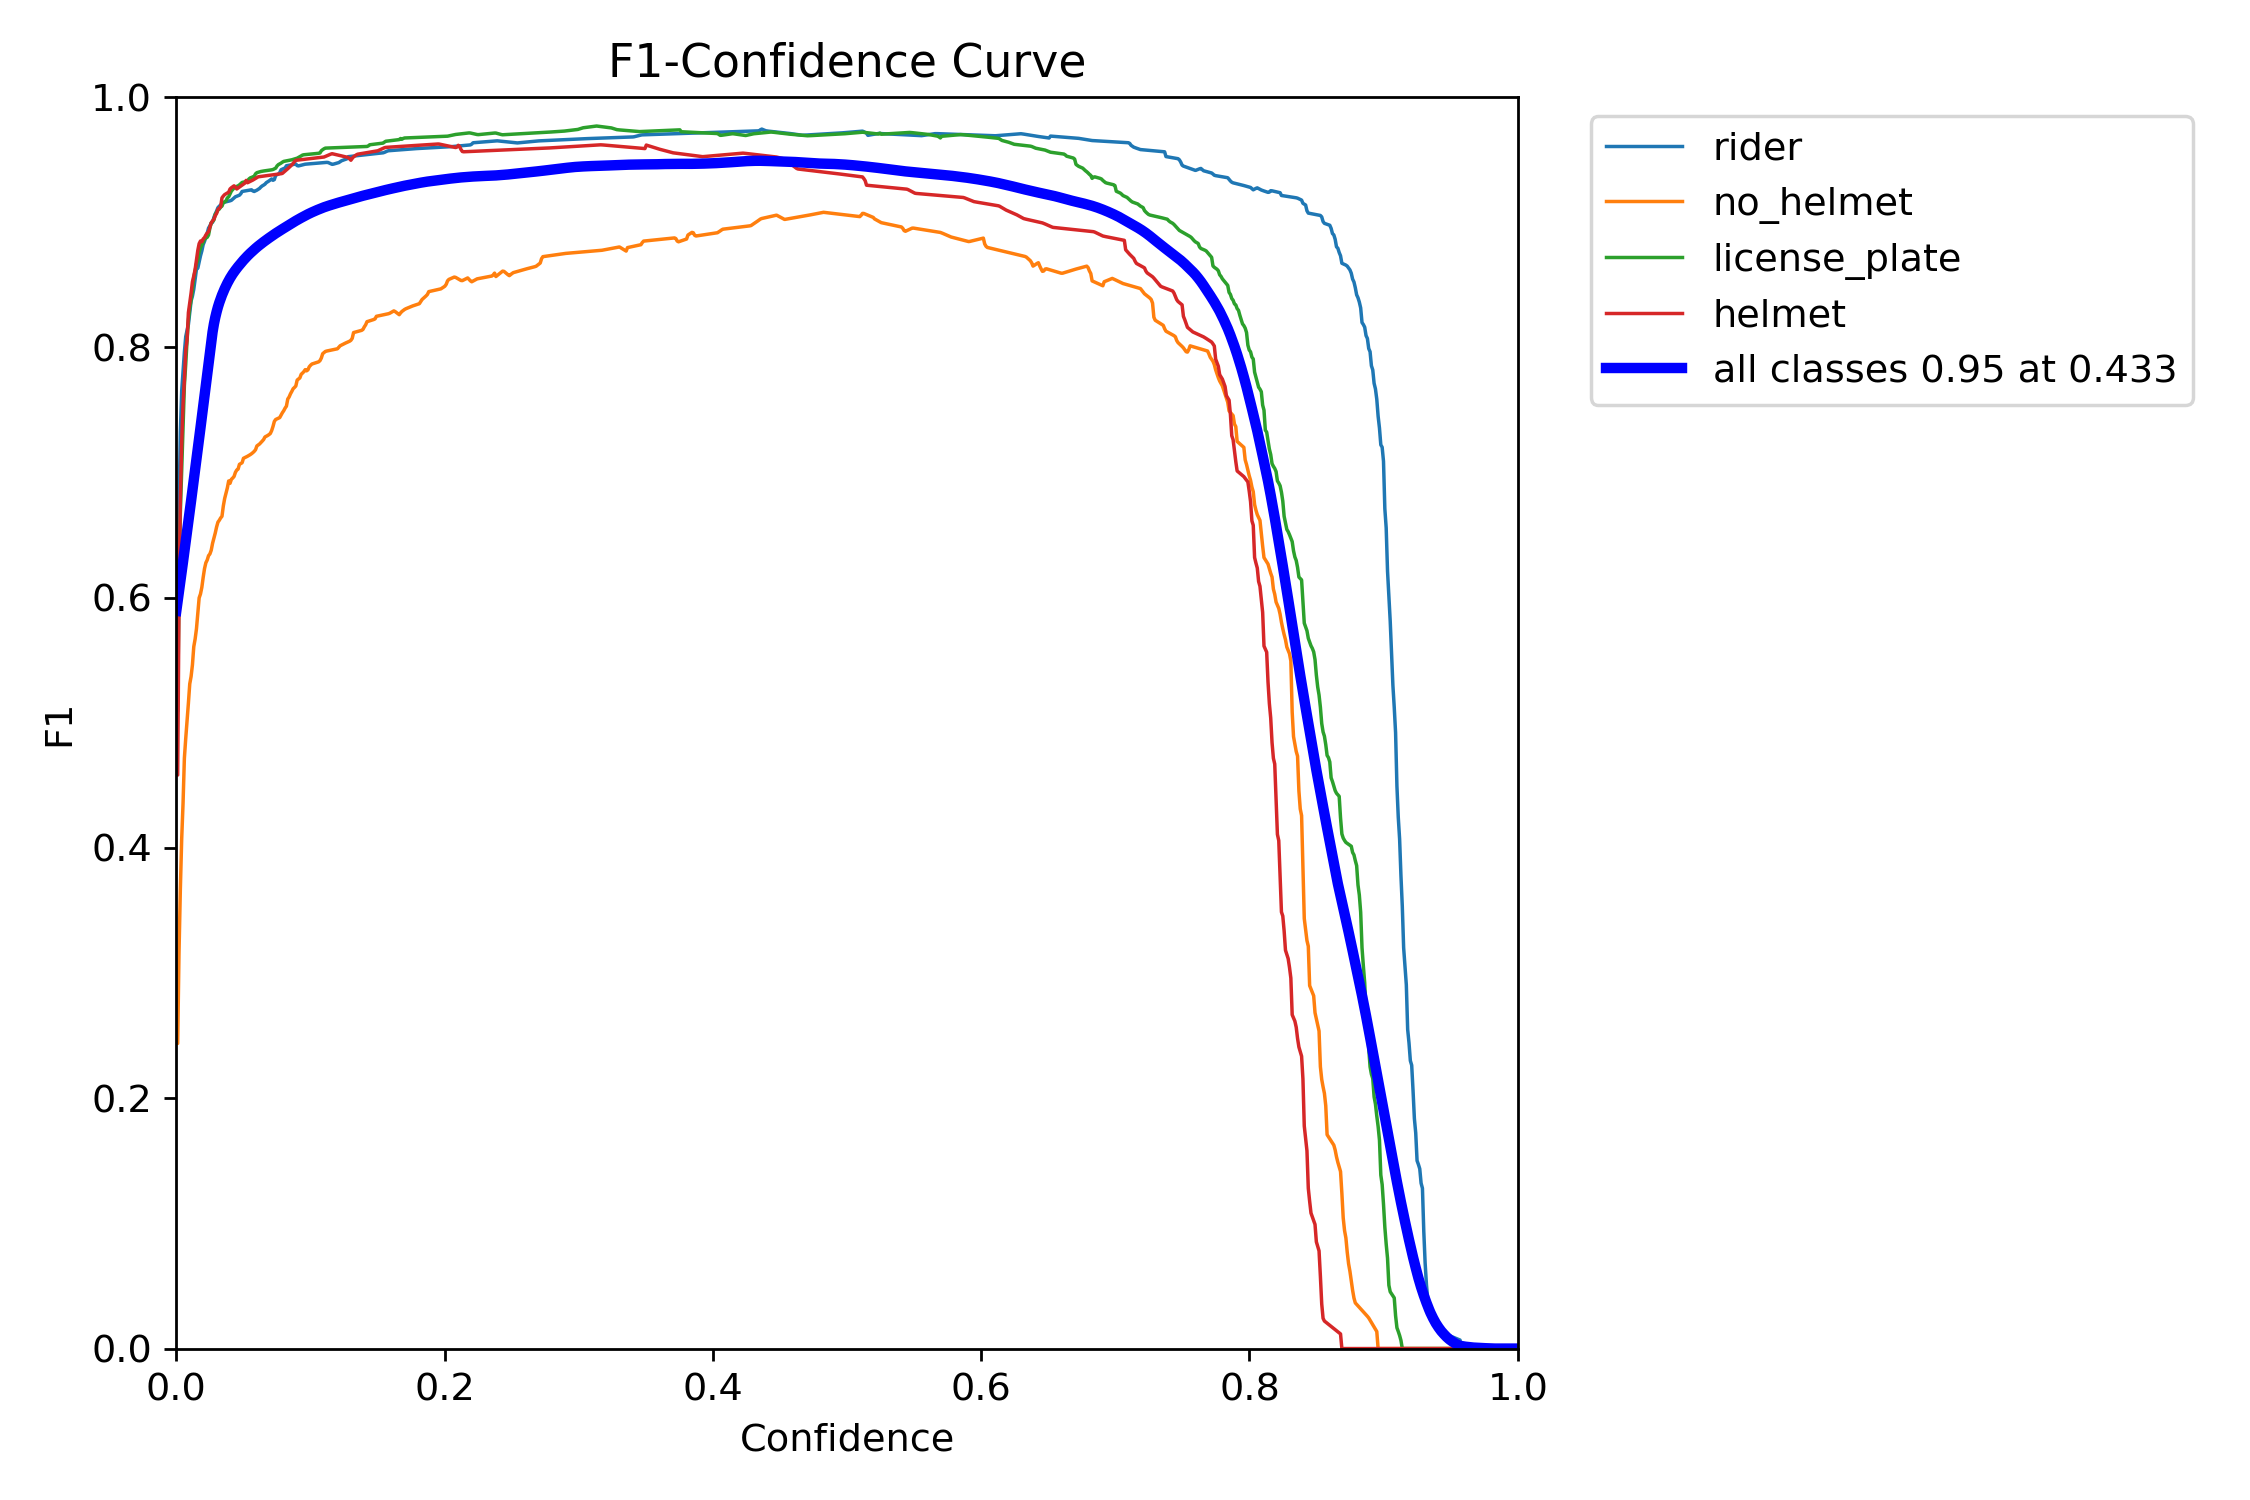 F1-Confidence Curve
1.0
0.8
0.6
0.4
0.2
0.0
F1
0.0 0.2 0.4 0.6 0.8 1.0
Confidence
rider
no_helmet
license_plate
helmet
all classes 0.95 at 0.433